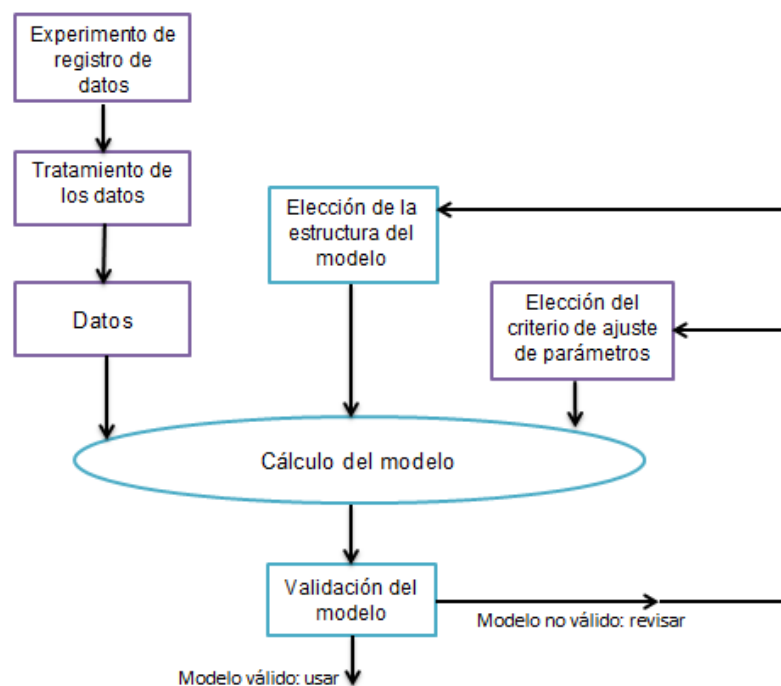 Experimento de
registro de
datos
Tratamiento de
los datos
Datos
Elección de la
estructura del
modelo
Elección del
criterio de ajuste
de parámetros
Cálculo del modelo
Validación del
modelo
Modelo no válido: revisar
Modelo válido: usar